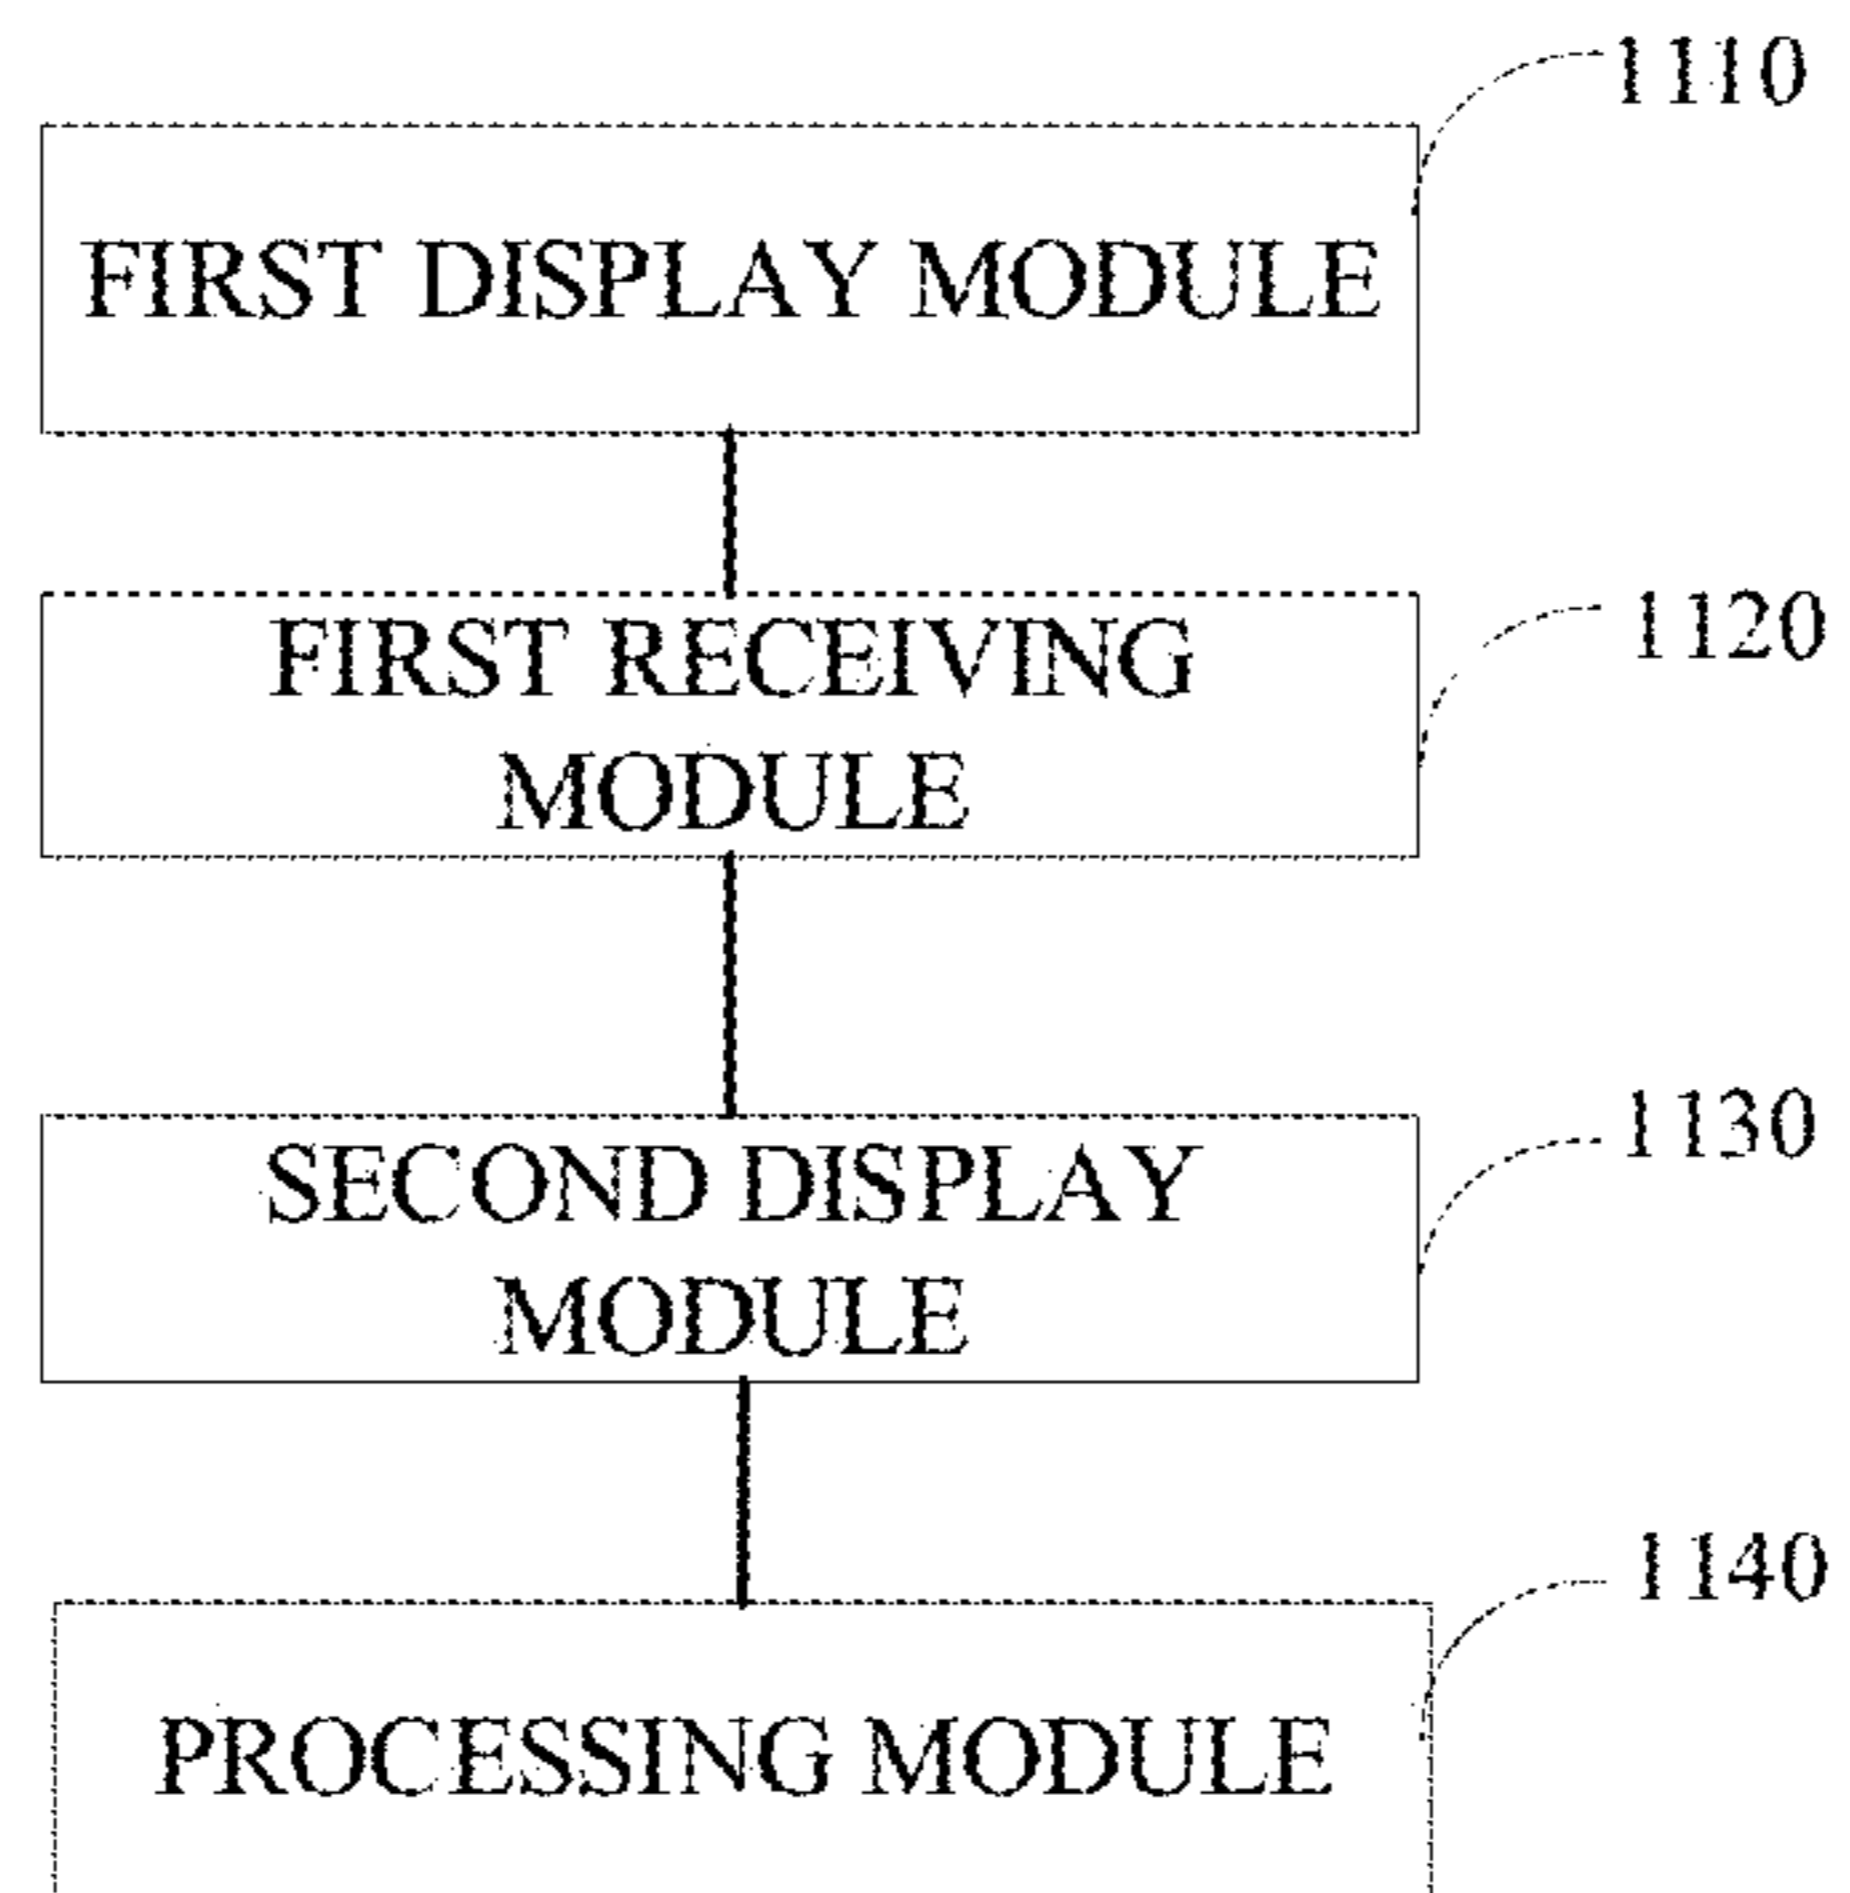 1110
FIRST DISPLAY MODULE
1120
FIRST RECEIVING
MODULE
1130
SECOND DISPLAY
MODULE
1140
PROCESSING MODULE